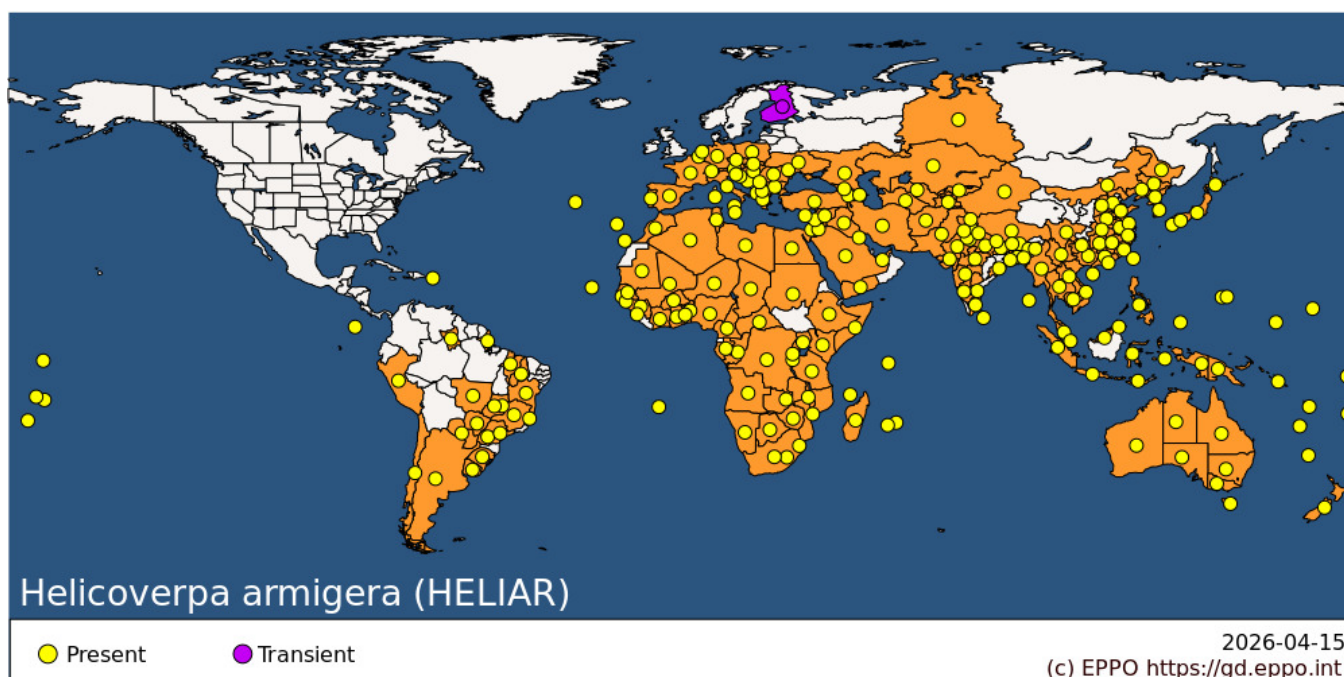 Helicoverpa armigera (HELIAR)
Present
Transient
2026-04-15
(c) EPPO https://gd.eppo.int